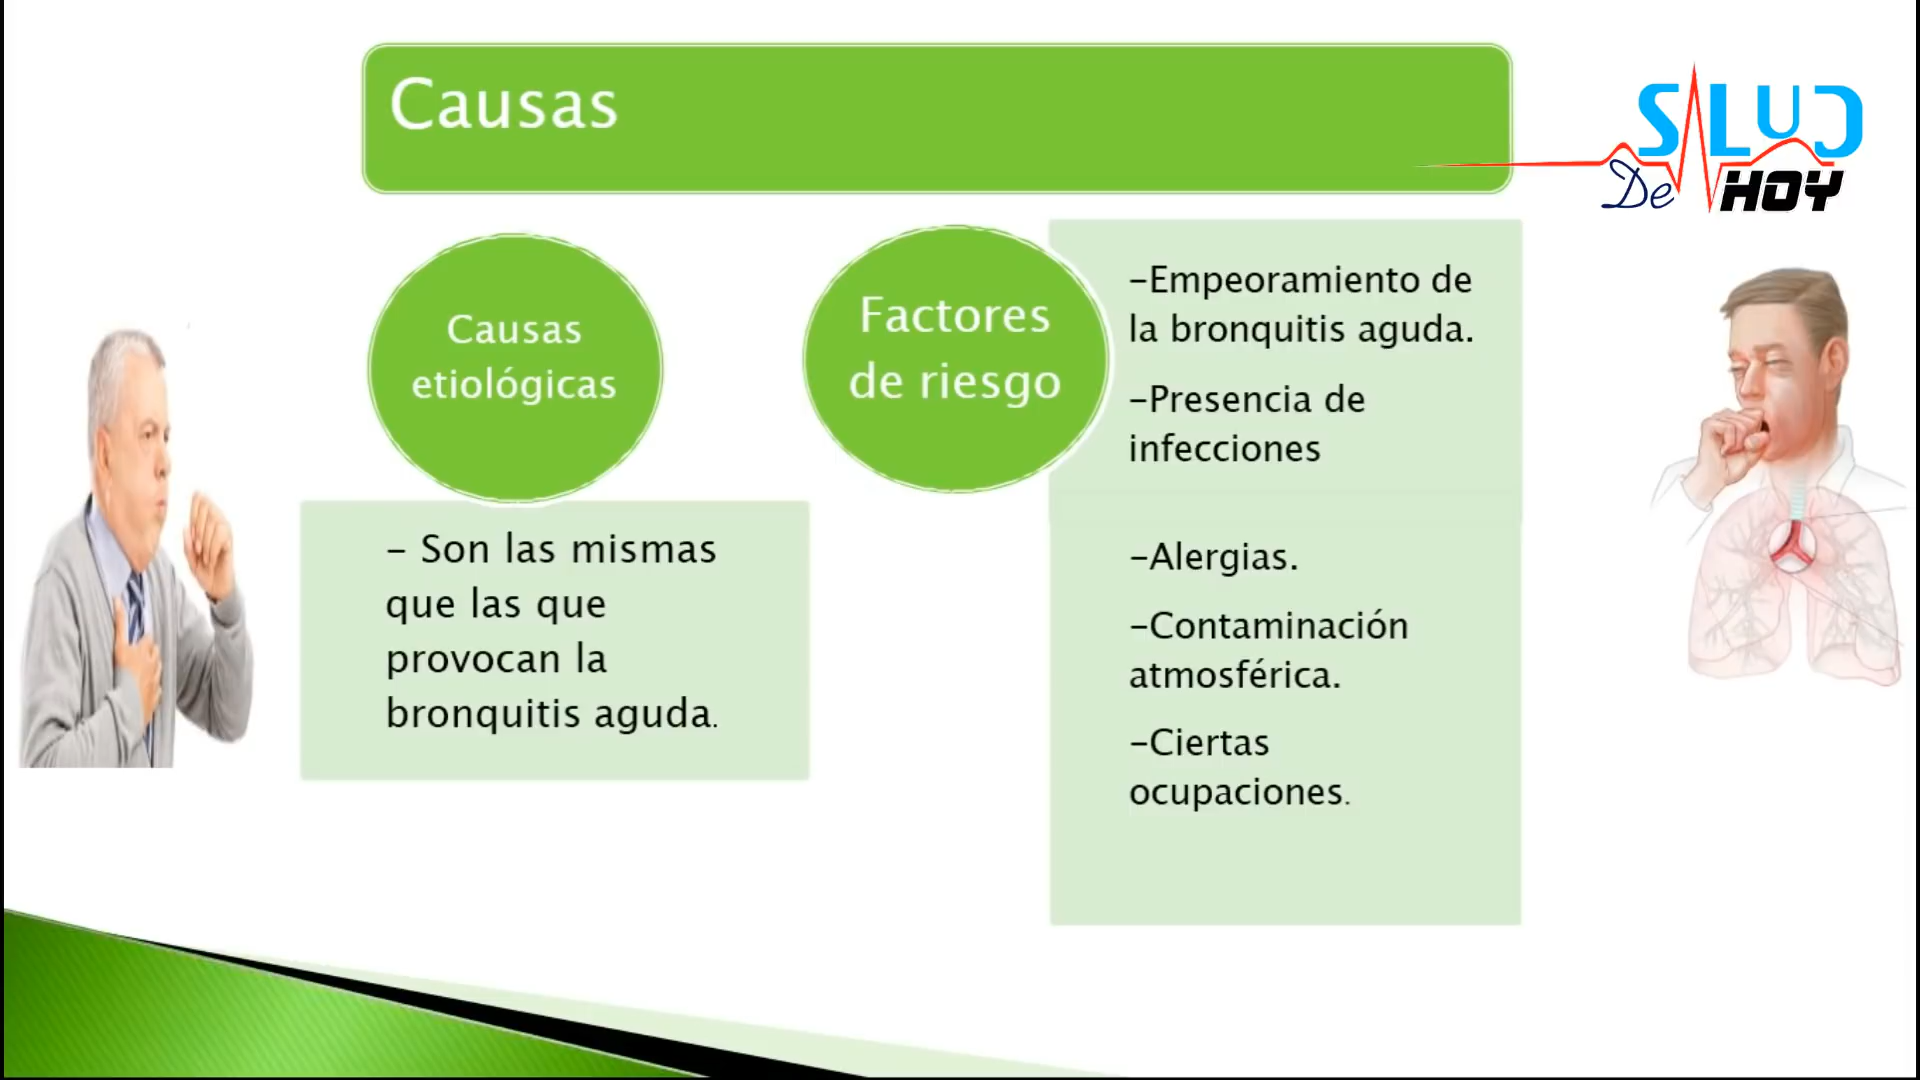 Causas
SALUD
De HOY
Causas
etiológicas
- Son las mismas
que las que
provocan la
bronquitis aguda.
Factores
de riesgo
-Empeoramiento de
la bronquitis aguda.
-Presencia de
infecciones
-Alergias.
-Contaminación
atmosférica.
-Ciertas
ocupaciones.